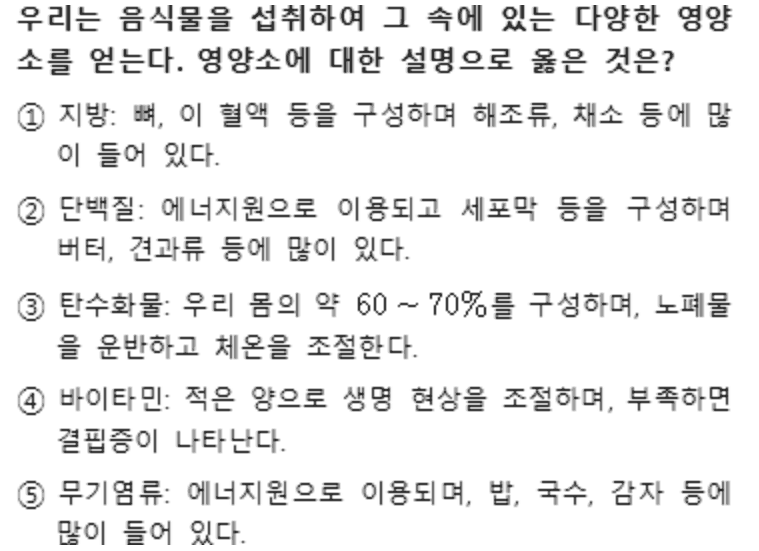 우리는 음식물을 섭취하여 그 속에 있는 다양한 영양
소를 얻는다. 영양소에 대한 설명으로 옳은 것은?
① 지방: 뼈, 이 혈액 등을 구성하며 해조류, 채소 등에 많
이 들어 있다.
② 단백질: 에너지원으로 이용되고 세포막 등을 구성하며
버터, 견과류 등에 많이 있다.
③ 탄수화물: 우리 몸의 약 60 ~ 70%를 구성하며, 노폐물
을 운반하고 체온을 조절한다.
④ 바이타민: 적은 양으로 생명 현상을 조절하며, 부족하면
결핍증이 나타난다.
⑤ 무기염류: 에너지원으로 이용되며, 밥, 국수, 감자 등에
많이 들어 있다.